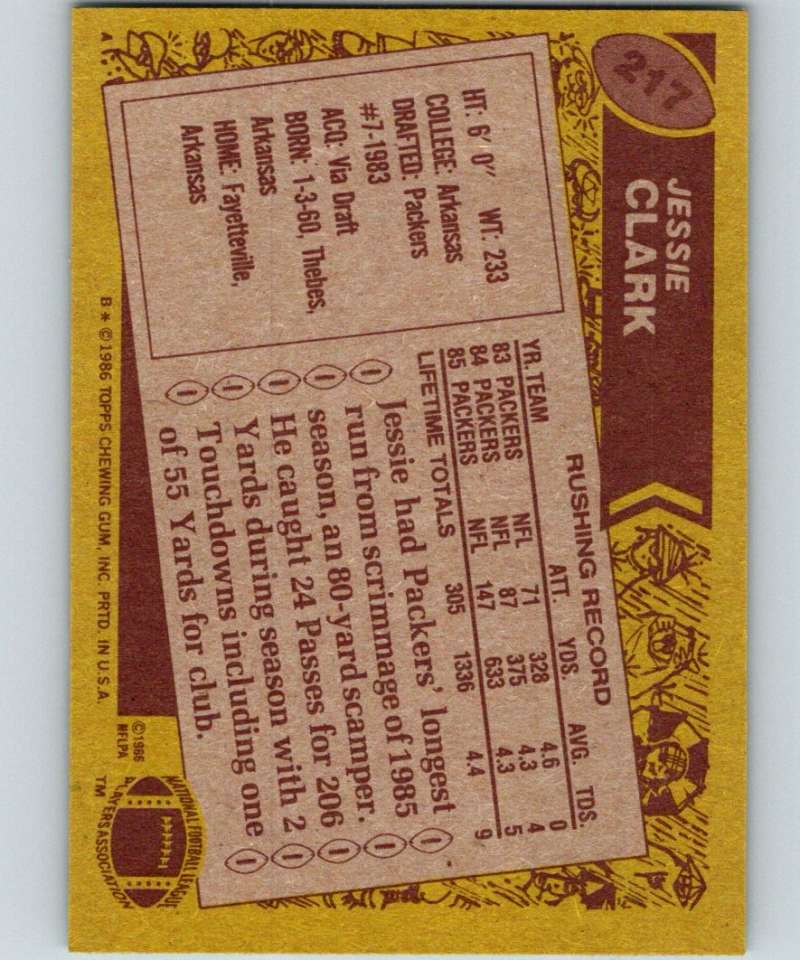 217
JESSIE
CLARK
HT: 6' 0" WT: 233
COLLEGE: Arkansas
DRAFTED: Packers
#7-1983
ACQ: Via Draft
BORN: 1-3-60, Thebes,
Arkansas
HOME: Fayetteville,
Arkansas
RUSHING RECORD
YR. TEAM ATT. YDS. AVG. TDS.
83 PACKERS NFL 71 328 4.6 0
84 PACKERS NFL 87 375 4.3 4
85 PACKERS NFL 147 633 4.3 5
LIFETIME TOTALS 305 1336 4.4 9
Jessie had Packers' longest
run from scrimmage of 1985
season, an 80-yard scamper.
He caught 24 Passes for 206
Yards during season with 2
Touchdowns including one
of 55 Yards for club.
A
B * © 1986 TOPPS CHEWING GUM, INC. PRTD. IN U.S.A.
© 1986
NFLPA
NATIONAL FOOTBALL LEAGUE
PLAYERS ASSOCIATION
TM